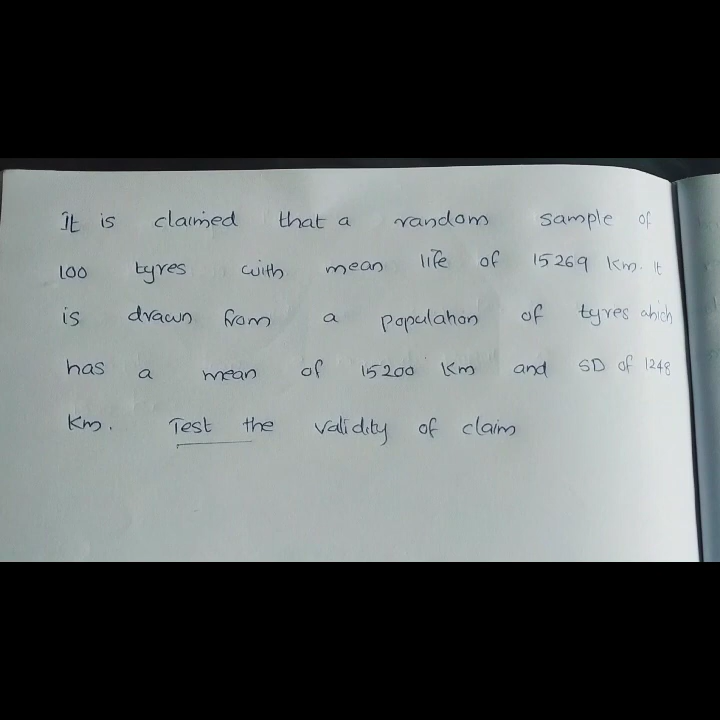 It is claimed that a random sample of
100 tyres with mean life of 15269 Km. It
is drawn from a population of tyres which
has a mean of 15200 Km and SD of 1248
Km. Test the validity of claim